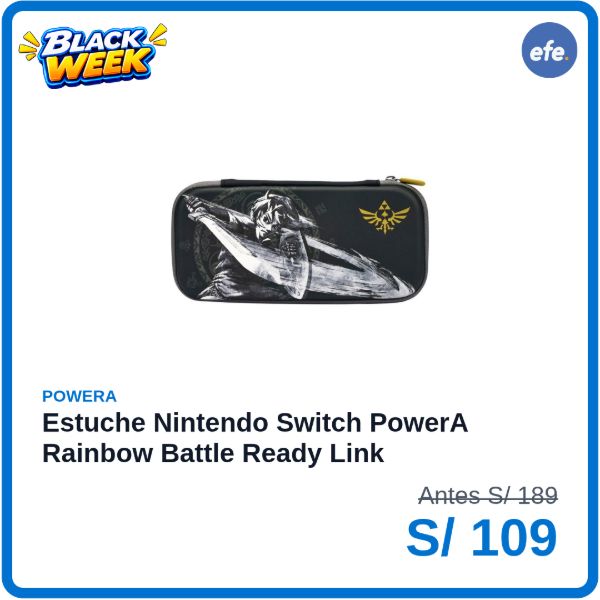 BLACK
WEEK
efe.
POWERA
Estuche Nintendo Switch PowerA
Rainbow Battle Ready Link
Antes S/ 189
S/ 109